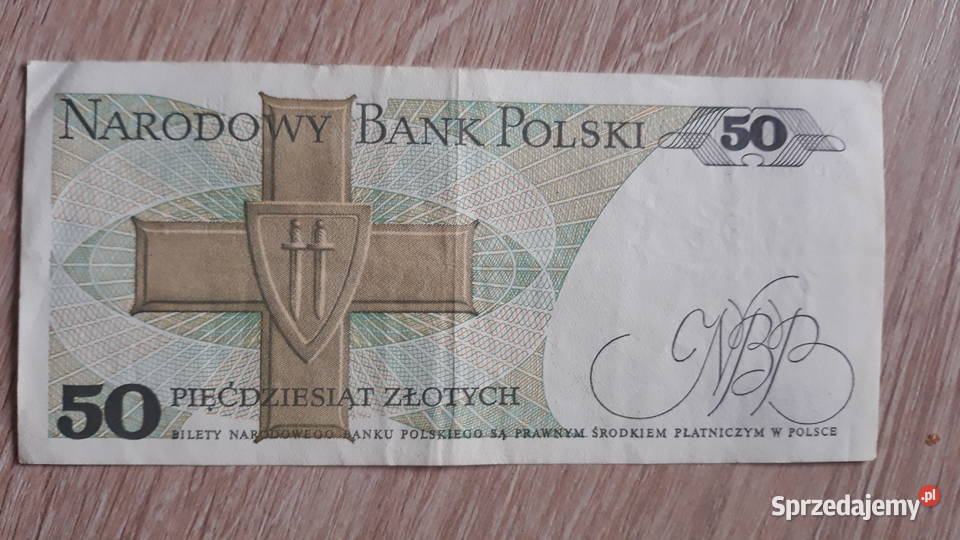 NARODOWY BANK POLSKI
50
NBP
50
PIĘĆDZIESIĄT ZŁOTYCH
BILETY NARODOWEGO BANKU POLSKIEGO SĄ PRAWNYM ŚRODKIEM PŁATNICZYM W POLSCE
Sprzedajemy.pl